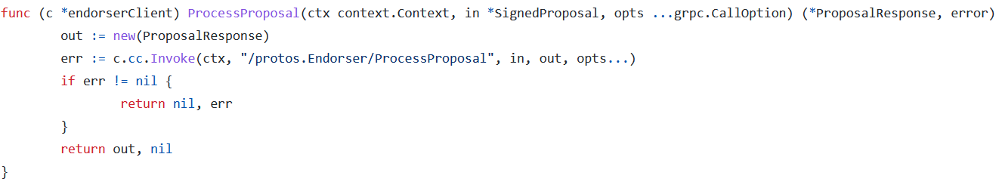 func (c *endorserClient) ProcessProposal(ctx context.Context, in *SignedProposal, opts ...grpc.CallOption) (*ProposalResponse, error)
        out := new(ProposalResponse)
        err := c.cc.Invoke(ctx, "/protos.Endorser/ProcessProposal", in, out, opts...)
        if err != nil {
                return nil, err
        }
        return out, nil
}